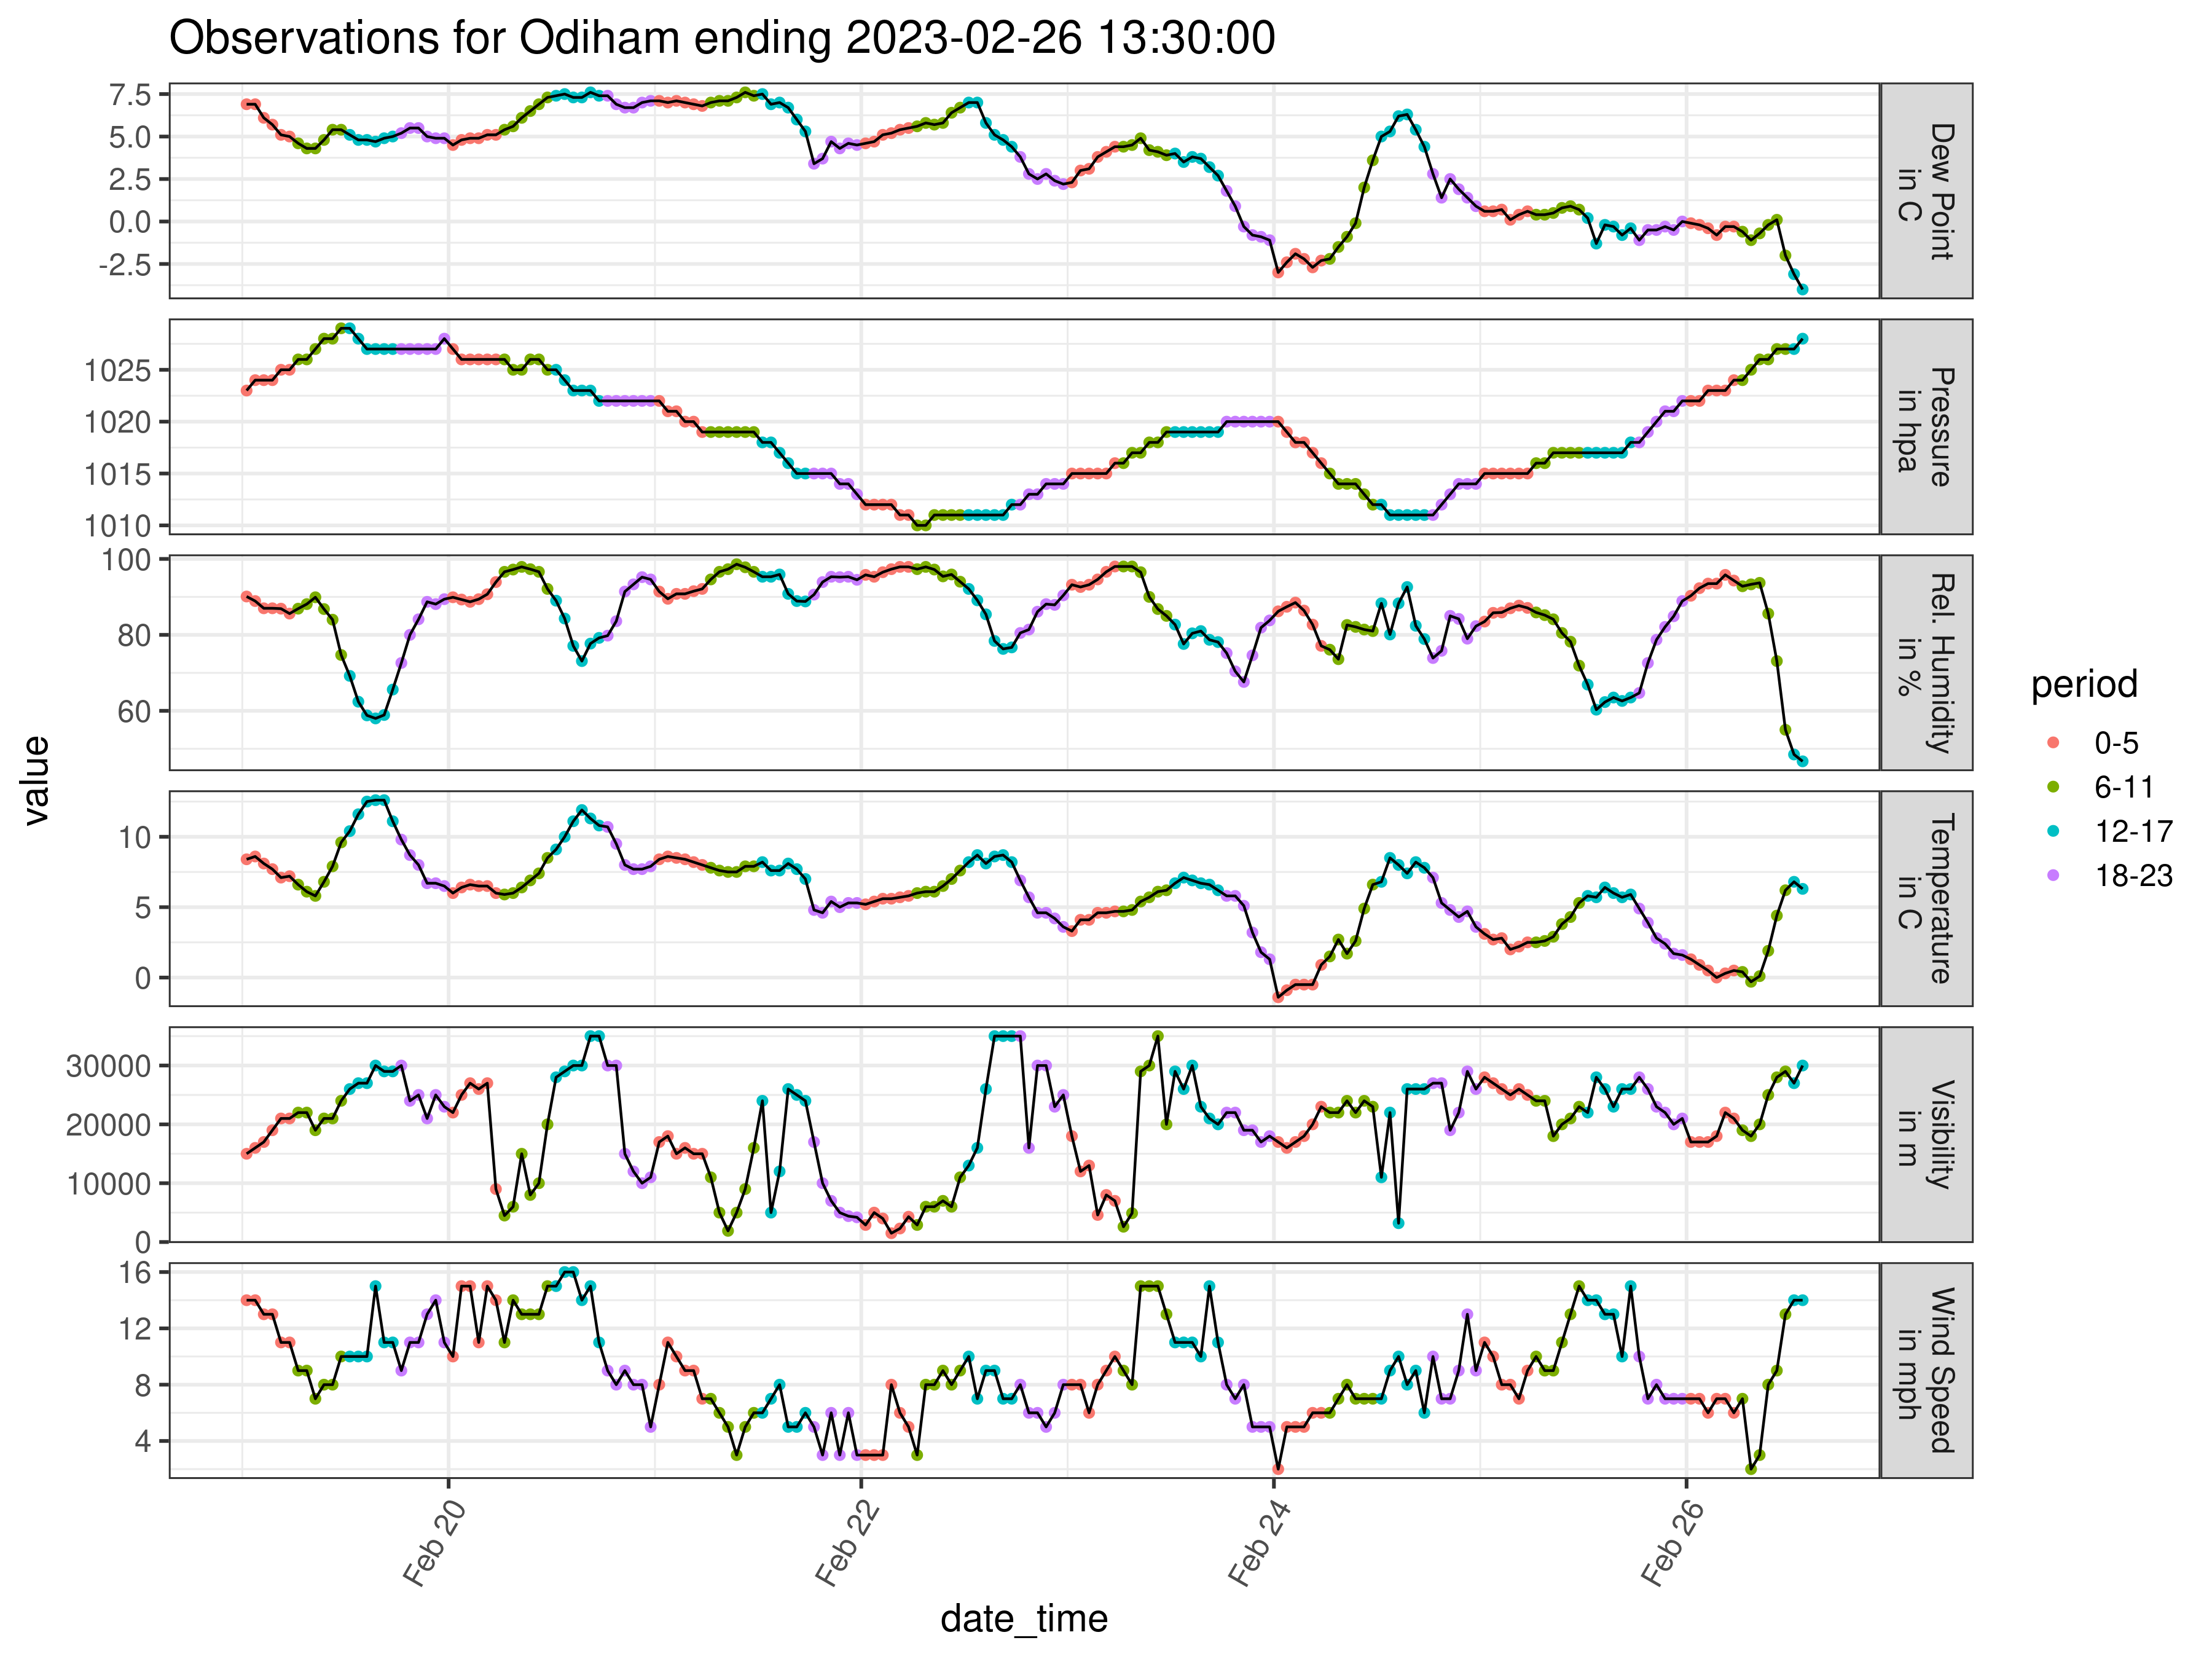 Observations for Odiham ending 2023-02-26 13:30:00
value
7.5
5.0
2.5
0.0
-2.5
Dew Point
in C
1025
1020
1015
1010
Pressure
in hpa
100
80
60
Rel. Humidity
in %
10
5
0
Temperature
in C
30000
20000
10000
0
Visibility
in m
16
12
8
4
Wind Speed
in mph
Feb 20
Feb 22
Feb 24
Feb 26
date_time
period
0-5
6-11
12-17
18-23